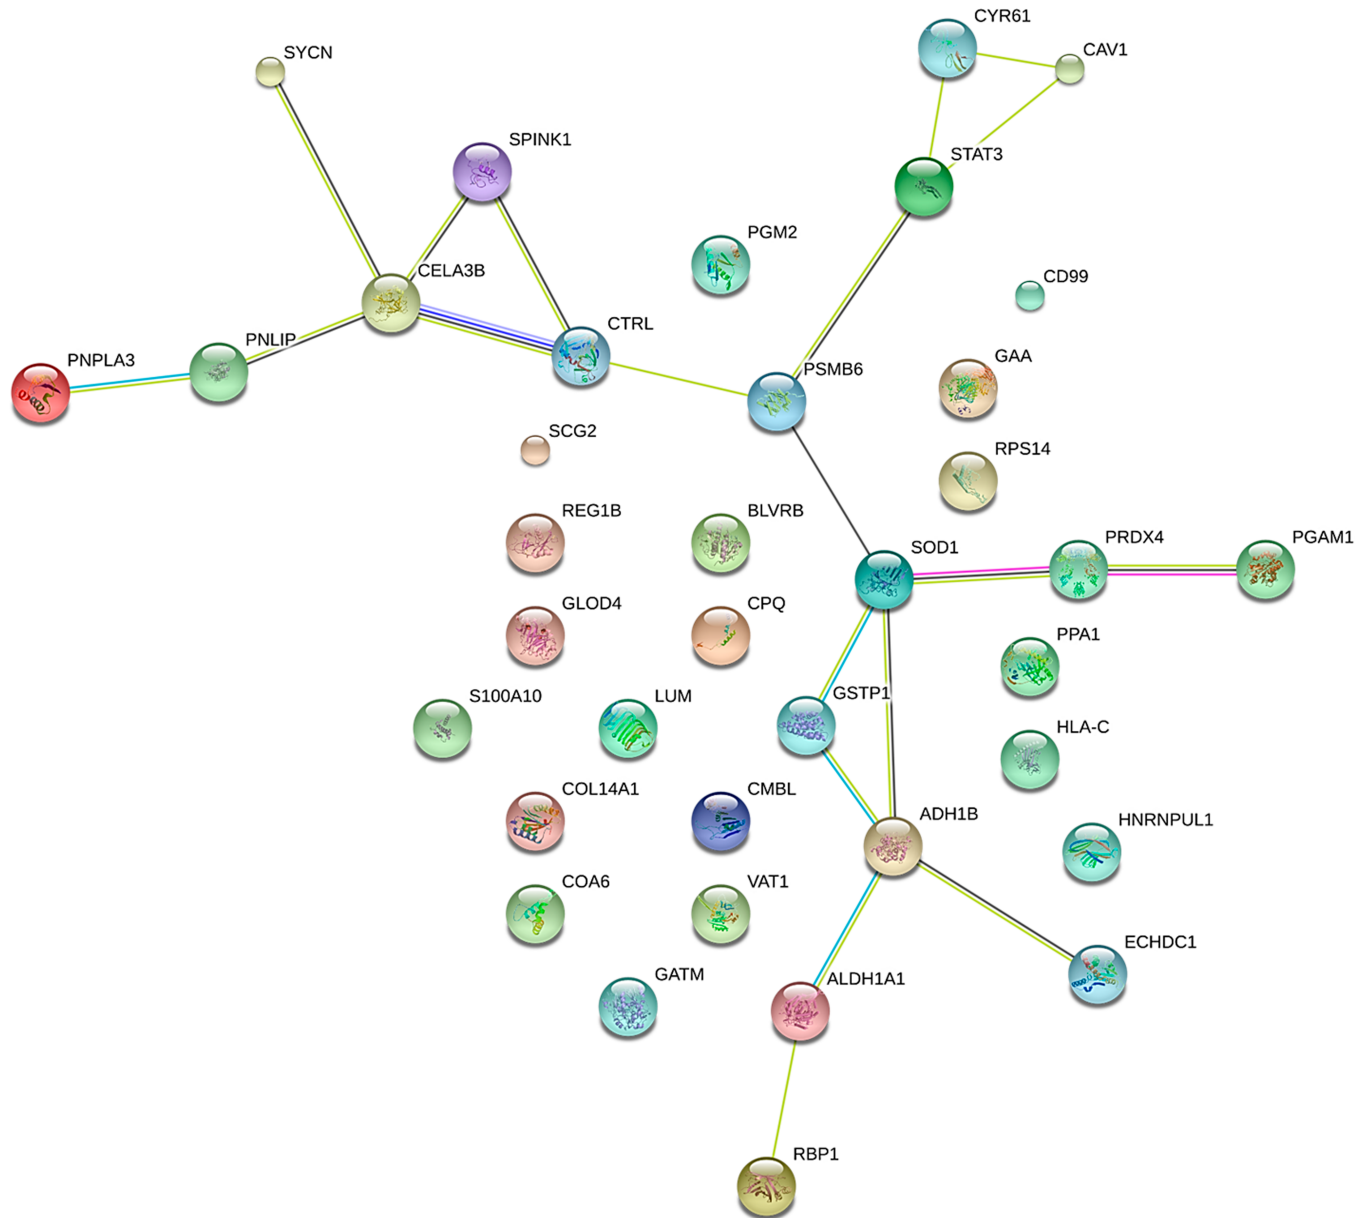 CYR61
SYCN
CAV1
SPINK1
STAT3
PGM2
CELA3B
CD99
CTRL
PNLIP
GAA
PNPLA3
PSMB6
SCG2
RPS14
REG1B
BLVRB
SOD1
PRDX4
PGAM1
GLOD4
CPQ
PPA1
S100A10
LUM
GSTP1
HLA-C
COL14A1
CMBL
ADH1B
HNRNPUL1
COA6
VAT1
ECHDC1
GATM
ALDH1A1
RBP1